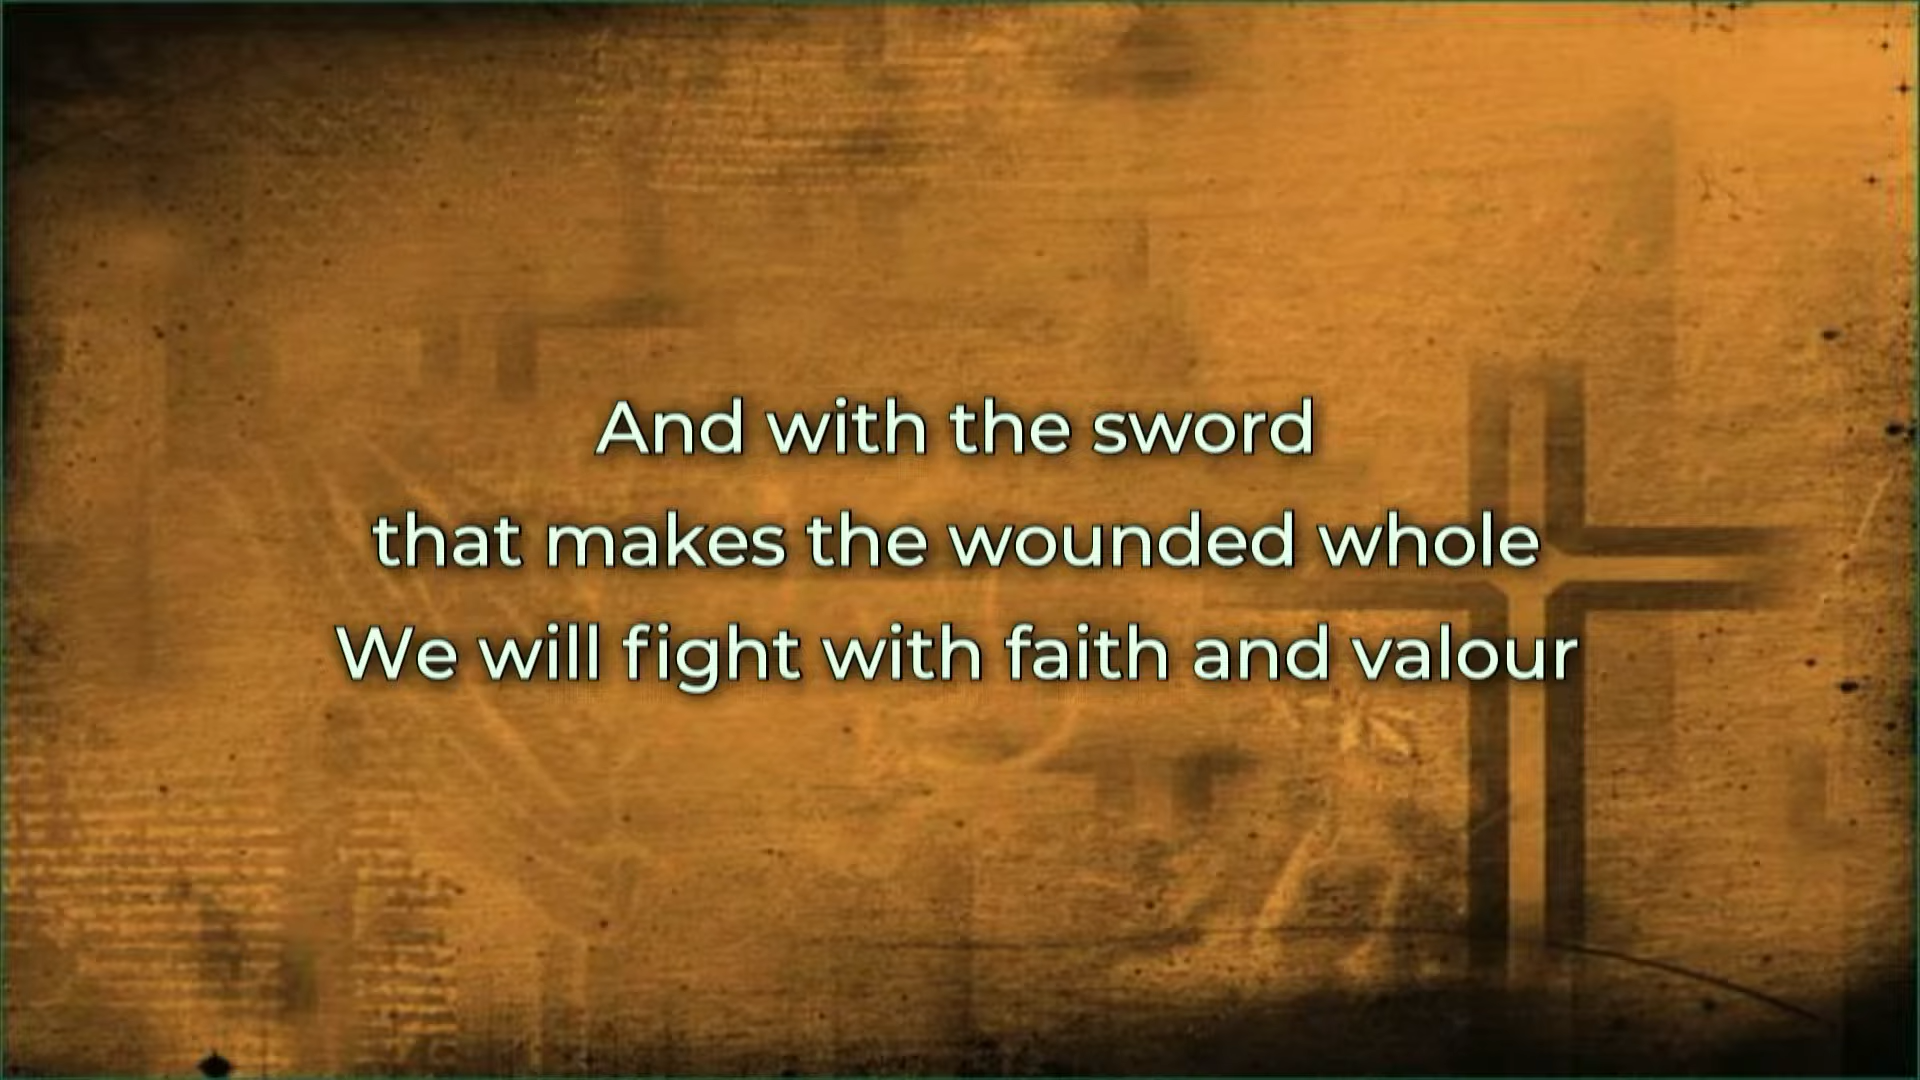 And with the sword
that makes the wounded whole
We will fight with faith and valour